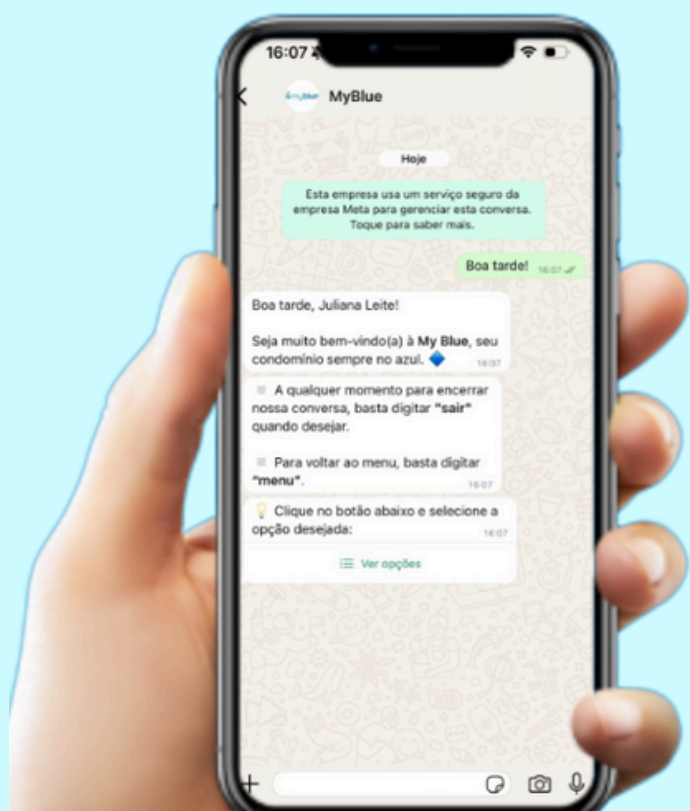 16:07
MyBlue
Hoje
Esta empresa usa um serviço seguro da
empresa Meta para gerenciar esta conversa.
Toque para saber mais.
Boa tarde! 16:07
Boa tarde, Juliana Leite!
Seja muito bem-vindo(a) à My Blue, seu
condomínio sempre no azul.
16:07
A qualquer momento para encerrar
nossa conversa, basta digitar "sair"
quando desejar.
Para voltar ao menu, basta digitar
"menu".
16:07
Clique no botão abaixo e selecione a
opção desejada:
16:07
Ver opções